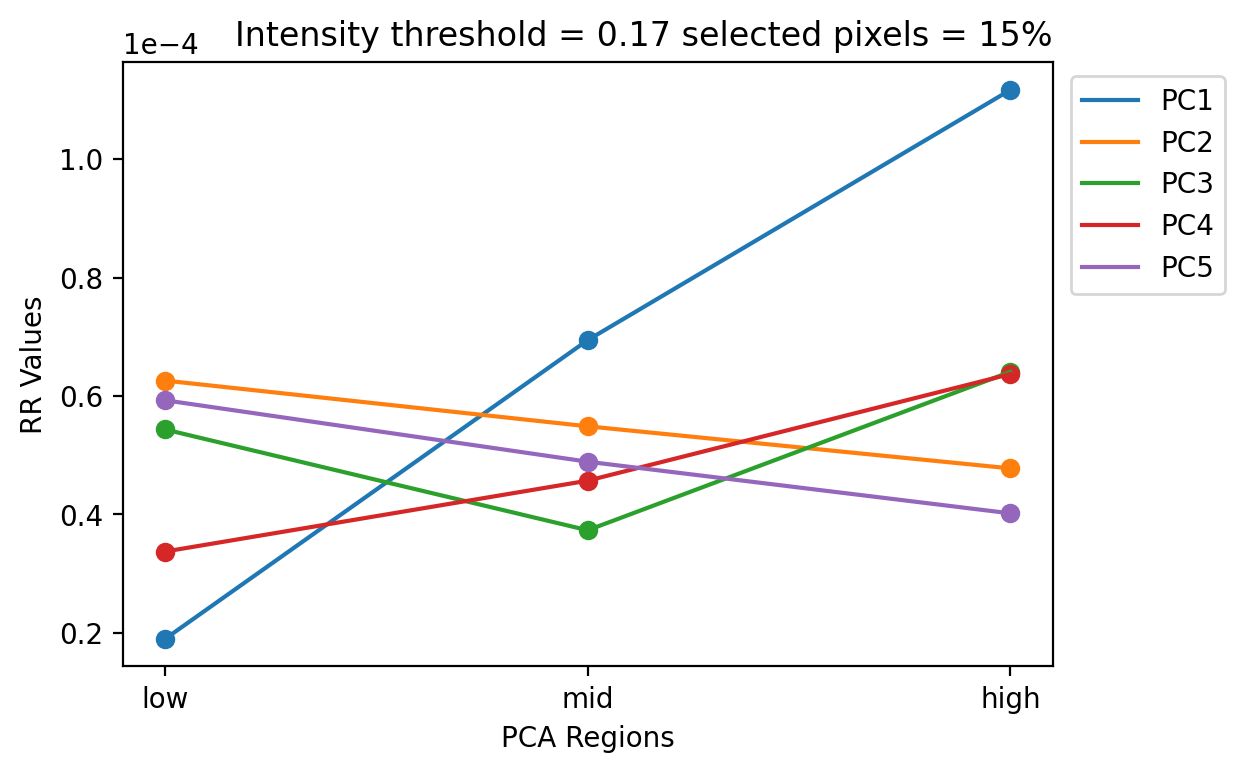 1e−4
Intensity threshold = 0.17 selected pixels = 15%
RR Values
1.0
0.8
0.6
0.4
0.2
low
mid
high
PCA Regions
PC1
PC2
PC3
PC4
PC5